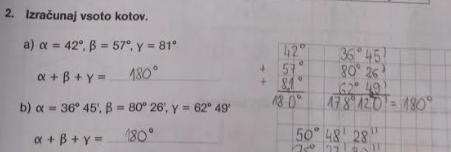 2. Izračunaj vsoto kotov.
a) α = 42°, β = 57°, γ = 81°
α + β + γ = 180°
b) α = 36° 45', β = 80° 26', γ = 62° 49'
α + β + γ = 180°
42°
+ 57°
+ 81°
180°
36° 45'
80° 26'
62° 49'
178° 120' = 180°
50° 48' 28''